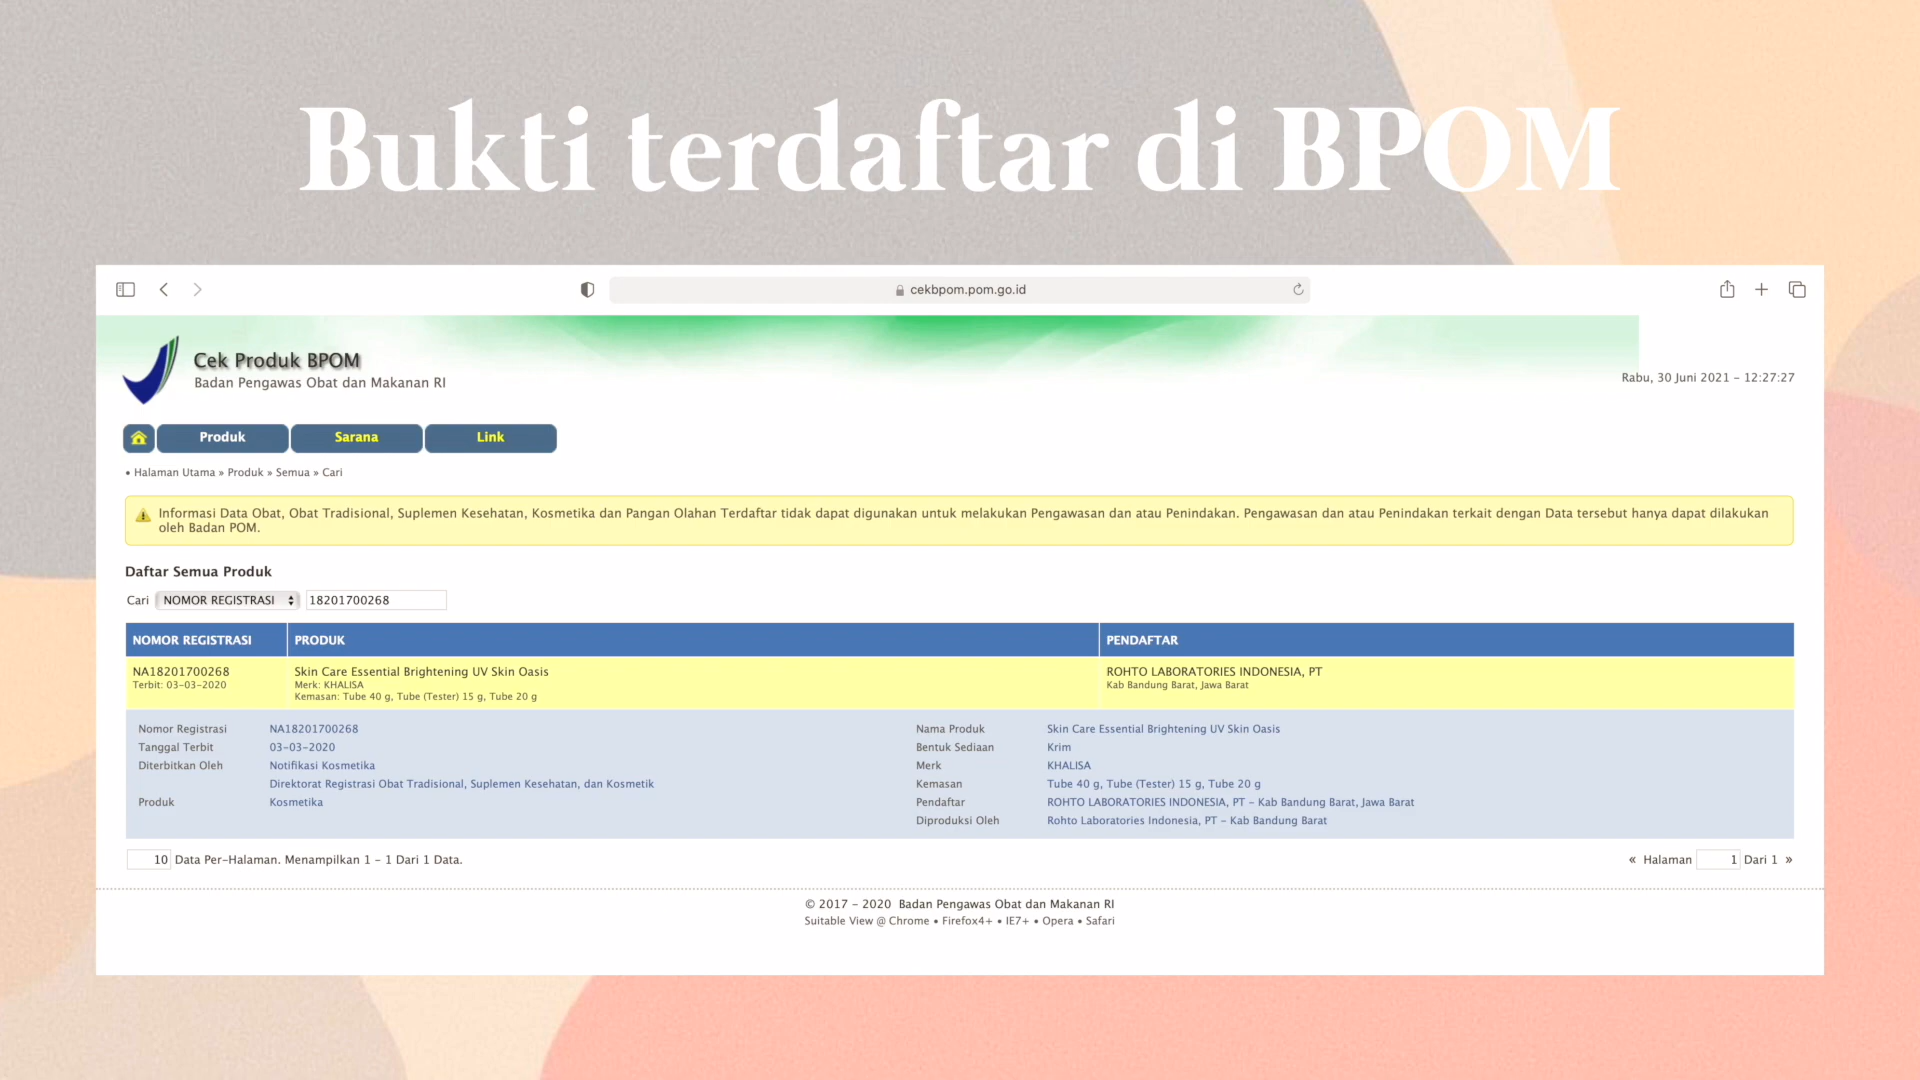 Bukti terdaftar di BPOM
cekbpom.pom.go.id
Cek Produk BPOM
Badan Pengawas Obat dan Makanan RI
Rabu, 30 Juni 2021 - 12:27:27
Produk Sarana Link
• Halaman Utama » Produk » Semua » Cari
Informasi Data Obat, Obat Tradisional, Suplemen Kesehatan, Kosmetika dan Pangan Olahan Terdaftar tidak dapat digunakan untuk melakukan Pengawasan dan atau Penindakan. Pengawasan dan atau Penindakan terkait dengan Data tersebut hanya dapat dilakukan
oleh Badan POM.
Daftar Semua Produk
Cari NOMOR REGISTRASI 18201700268
NOMOR REGISTRASI PRODUK PENDAFTAR
NA18201700268 Skin Care Essential Brightening UV Skin Oasis ROHTO LABORATORIES INDONESIA, PT
Terbit: 03-03-2020 Merk: KHALISA Kab Bandung Barat, Jawa Barat
Kemasan: Tube 40 g, Tube (Tester) 15 g, Tube 20 g
Nomor Registrasi NA18201700268 Nama Produk Skin Care Essential Brightening UV Skin Oasis
Tanggal Terbit 03-03-2020 Bentuk Sediaan Krim
Diterbitkan Oleh Notifikasi Kosmetika Merk KHALISA
Direktorat Registrasi Obat Tradisional, Suplemen Kesehatan, dan Kosmetik Kemasan Tube 40 g, Tube (Tester) 15 g, Tube 20 g
Produk Kosmetika Pendaftar ROHTO LABORATORIES INDONESIA, PT - Kab Bandung Barat, Jawa Barat
Diproduksi Oleh Rohto Laboratories Indonesia, PT - Kab Bandung Barat
10 Data Per-Halaman. Menampilkan 1 - 1 Dari 1 Data. « Halaman 1 Dari 1 »
© 2017 - 2020 Badan Pengawas Obat dan Makanan RI
Suitable View @ Chrome • Firefox4+ • IE7+ • Opera • Safari